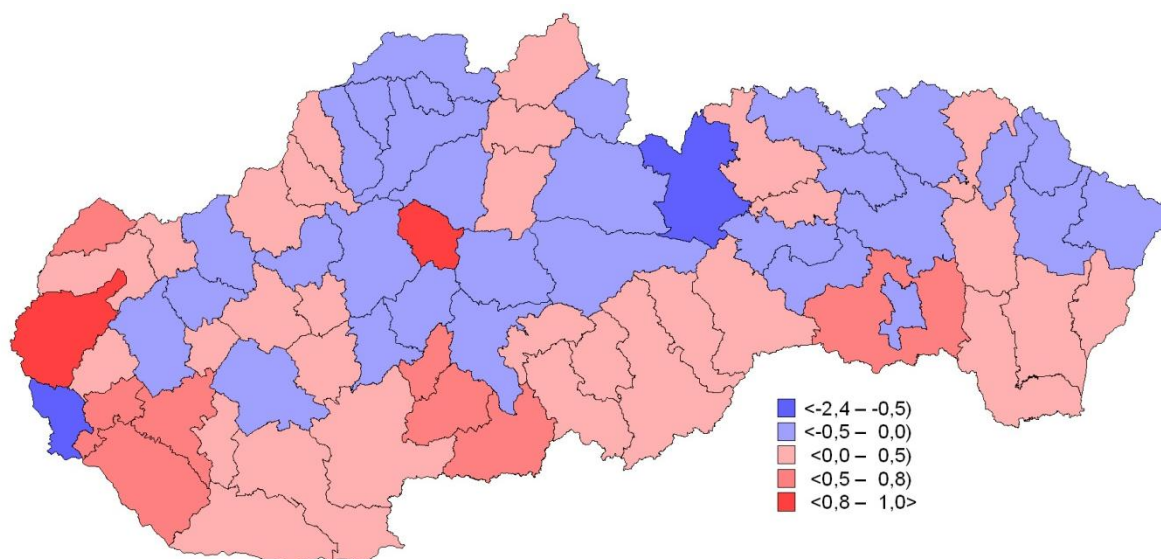 <-2,4 – -0,5)
<-0,5 – 0,0)
<0,0 – 0,5)
<0,5 – 0,8)
<0,8 – 1,0>